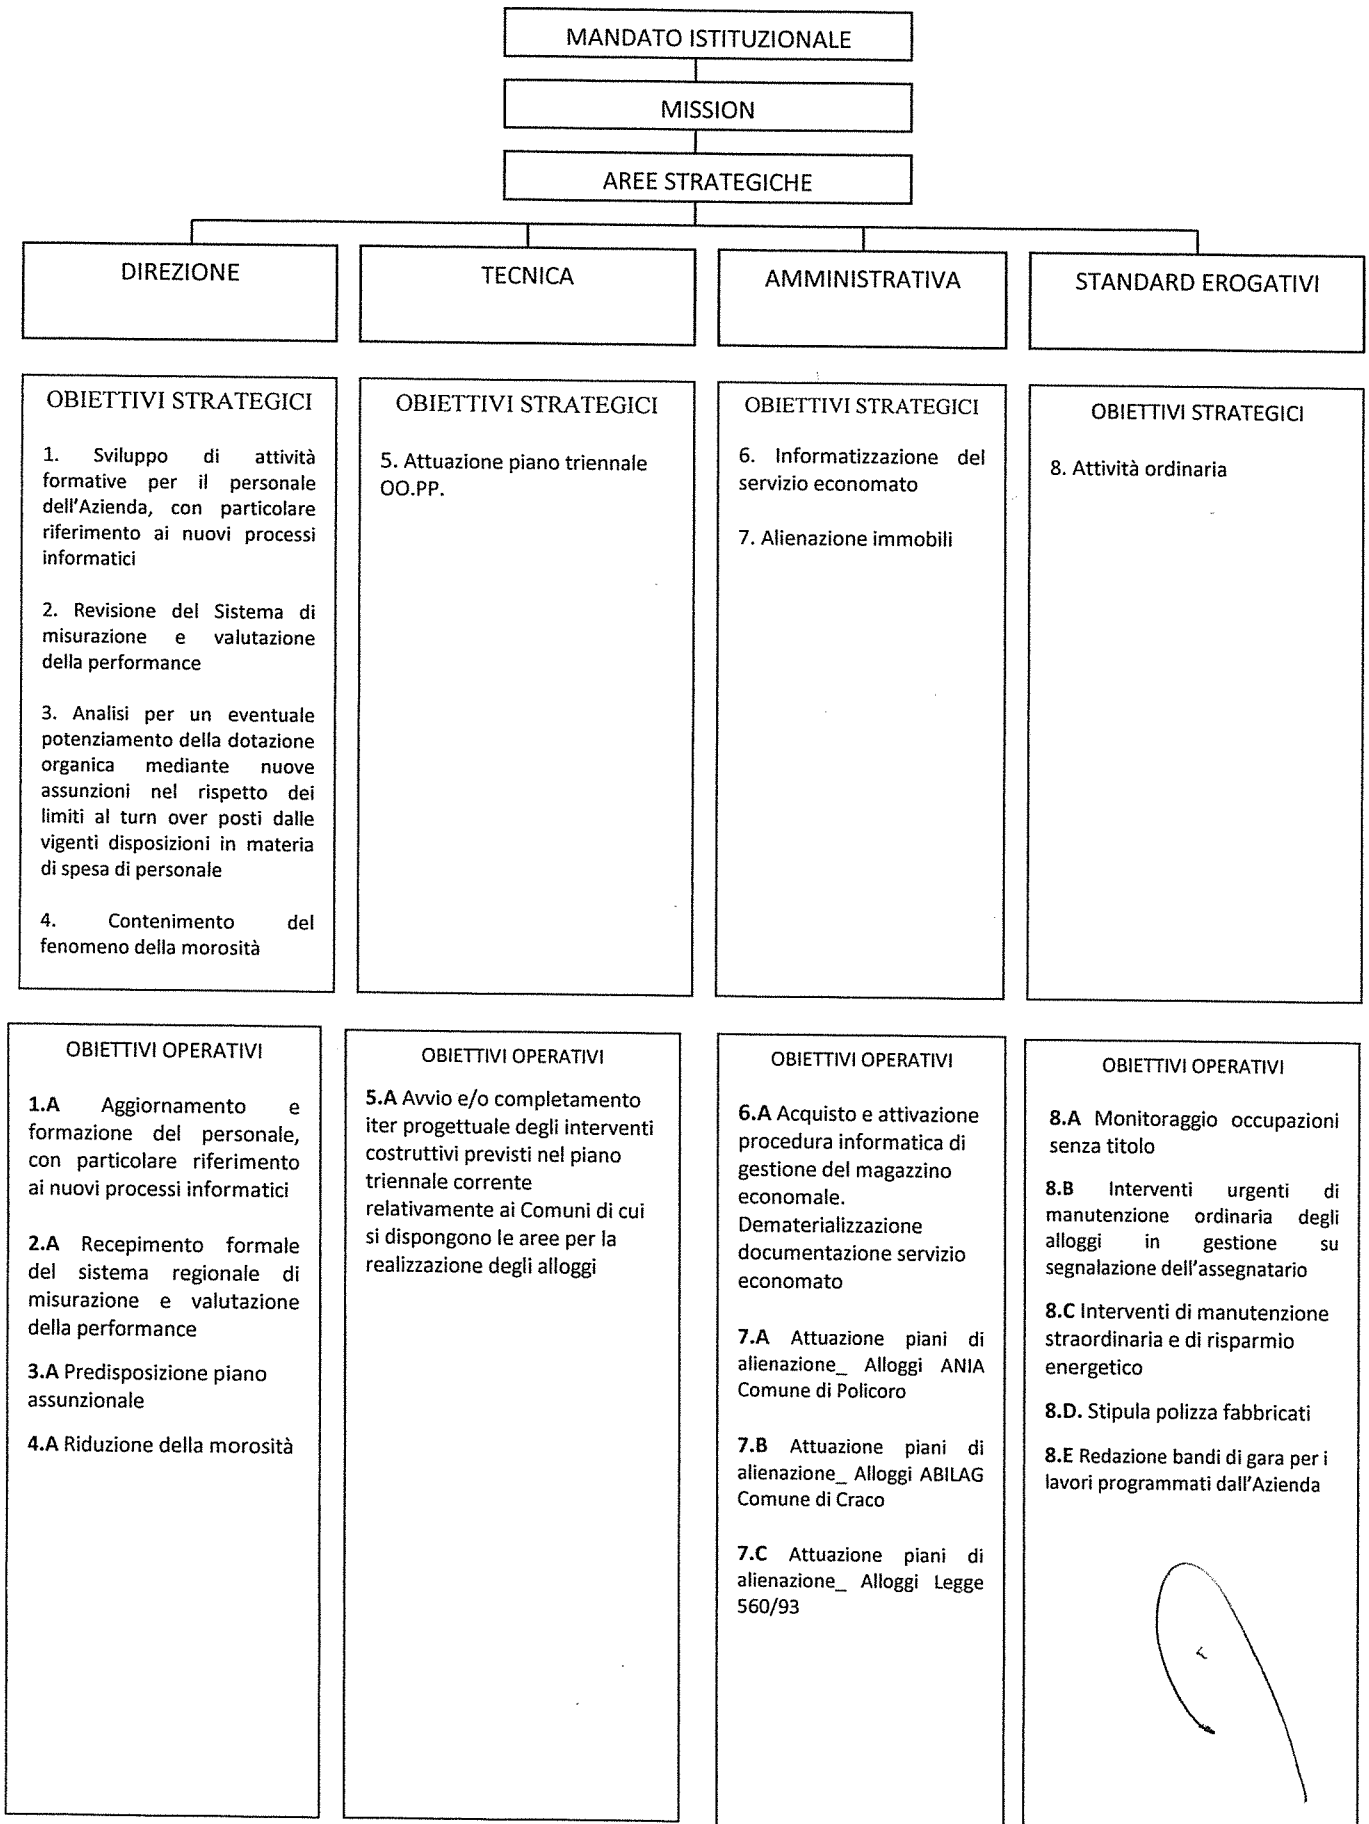 MANDATO ISTITUZIONALE
MISSION
AREE STRATEGICHE
DIREZIONE
TECNICA
AMMINISTRATIVA
STANDARD EROGATIVI
OBIETTIVI STRATEGICI
1. Sviluppo di attività
formative per il personale
dell'Azienda, con particolare
riferimento ai nuovi processi
informatici
2. Revisione del Sistema di
misurazione e valutazione
della performance
3. Analisi per un eventuale
potenziamento della dotazione
organica mediante nuove
assunzioni nel rispetto dei
limiti al turn over posti dalle
vigenti disposizioni in materia
di spesa di personale
4. Contenimento del
fenomeno della morosità
OBIETTIVI STRATEGICI
5. Attuazione piano triennale
OO.PP.
OBIETTIVI STRATEGICI
6. Informatizzazione del
servizio economato
7. Alienazione immobili
OBIETTIVI STRATEGICI
8. Attività ordinaria
OBIETTIVI OPERATIVI
1.A Aggiornamento e
formazione del personale,
con particolare riferimento
ai nuovi processi informatici
2.A Recepimento formale
del sistema regionale di
misurazione e valutazione
della performance
3.A Predisposizione piano
assunzionale
4.A Riduzione della morosità
OBIETTIVI OPERATIVI
5.A Avvio e/o completamento
iter progettuale degli interventi
costruttivi previsti nel piano
triennale corrente
relativamente ai Comuni di cui
si dispongono le aree per la
realizzazione degli alloggi
OBIETTIVI OPERATIVI
6.A Acquisto e attivazione
procedura informatica di
gestione del magazzino
economale.
Dematerializzazione
documentazione servizio
economato
7.A Attuazione piani di
alienazione_ Alloggi ANIA
Comune di Policoro
7.B Attuazione piani di
alienazione_ Alloggi ABILAG
Comune di Craco
7.C Attuazione piani di
alienazione_ Alloggi Legge
560/93
OBIETTIVI OPERATIVI
8.A Monitoraggio occupazioni
senza titolo
8.B Interventi urgenti di
manutenzione ordinaria degli
alloggi in gestione su
segnalazione dell'assegnatario
8.C Interventi di manutenzione
straordinaria e di risparmio
energetico
8.D. Stipula polizza fabbricati
8.E Redazione bandi di gara per i
lavori programmati dall'Azienda